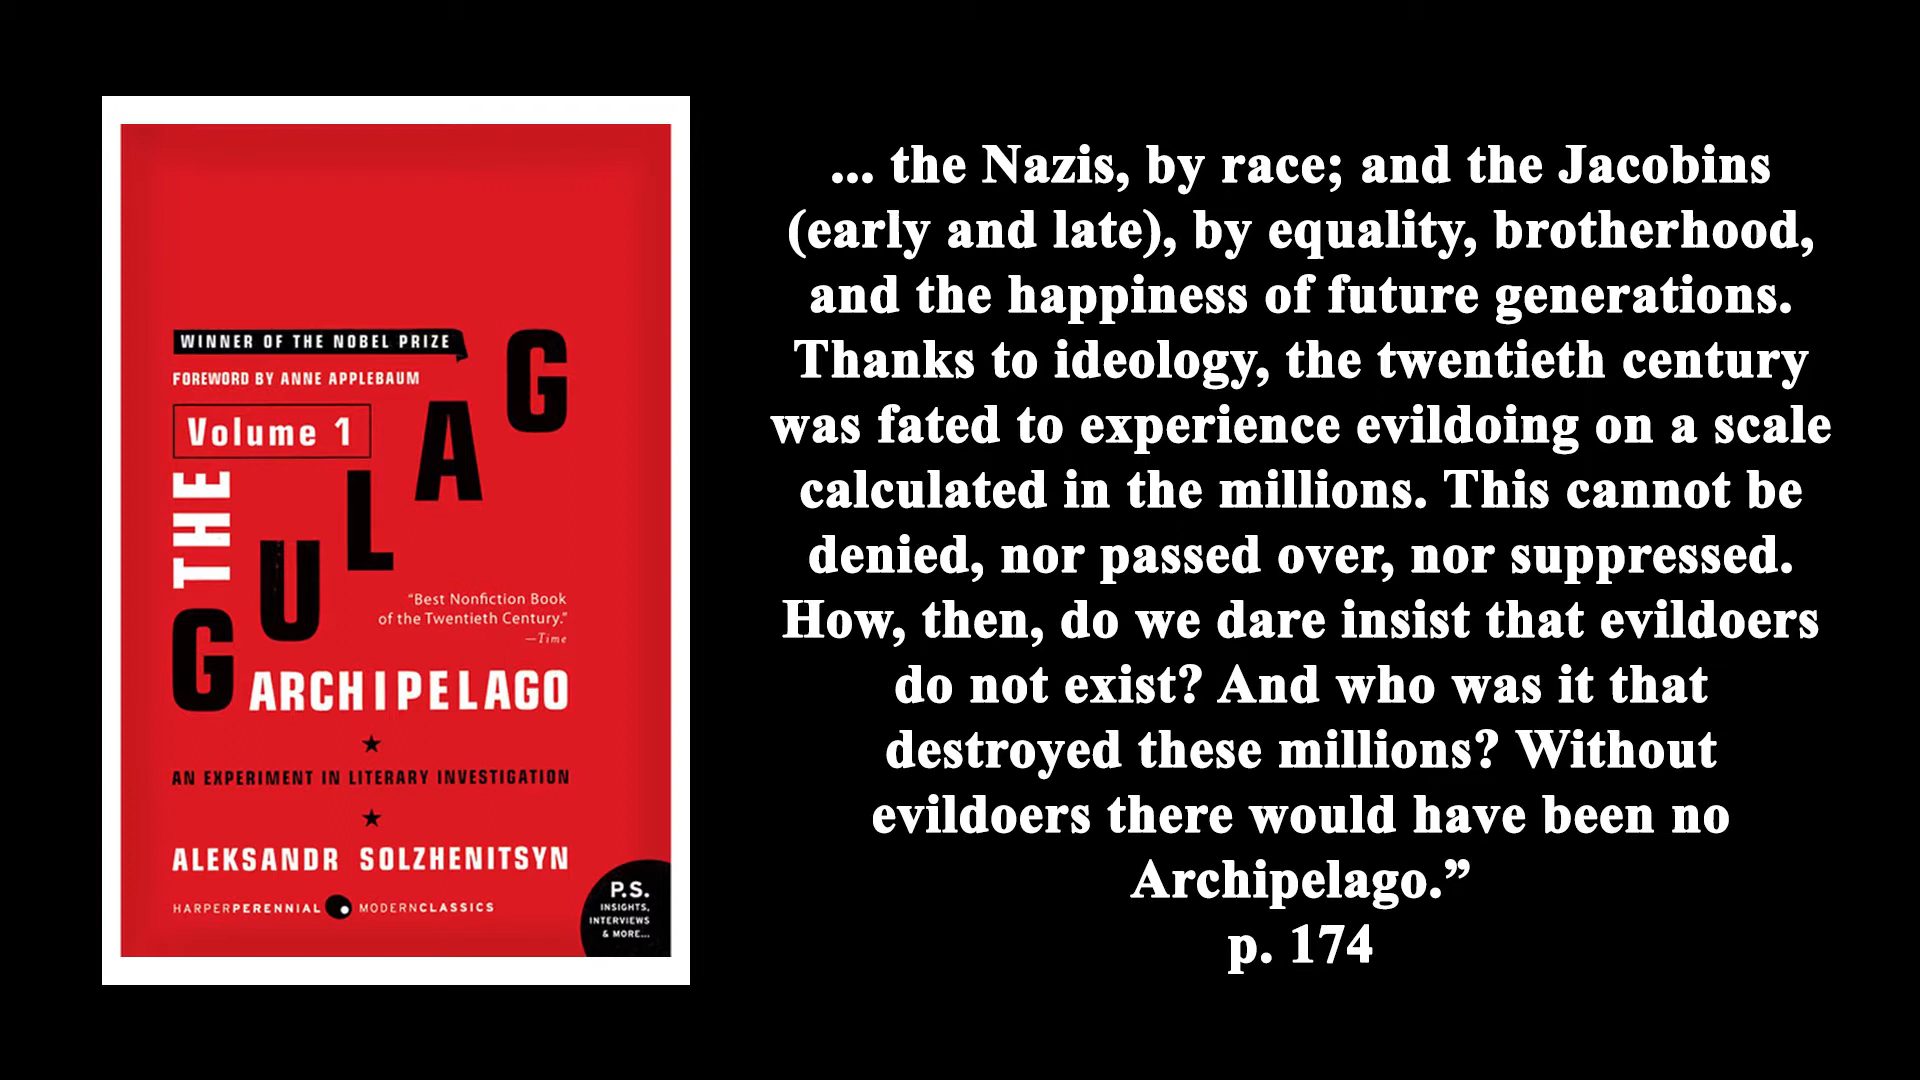 WINNER OF THE NOBEL PRIZE
FOREWORD BY ANNE APPLEBAUM
Volume 1
THE
GULAG
“Best Nonfiction Book
of the Twentieth Century.”
—Time
ARCHIPELAGO
AN EXPERIMENT IN LITERARY INVESTIGATION
ALEKSANDR SOLZHENITSYN
HARPERPERENNIAL MODERNCLASSICS
P.S.
INSIGHTS,
INTERVIEWS
& MORE...
... the Nazis, by race; and the Jacobins
(early and late), by equality, brotherhood,
and the happiness of future generations.
Thanks to ideology, the twentieth century
was fated to experience evildoing on a scale
calculated in the millions. This cannot be
denied, nor passed over, nor suppressed.
How, then, do we dare insist that evildoers
do not exist? And who was it that
destroyed these millions? Without
evildoers there would have been no
Archipelago.”
p. 174